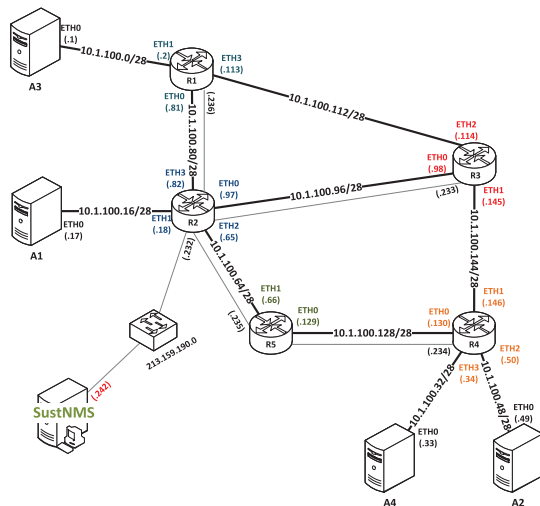 ETH0
(.1)
10.1.100.0/28
A3
ETH1
(.2)
R1
ETH3
(.113)
ETH0
(.81)
(.236)
10.1.100.112/28
10.1.100.80/28
ETH2
(.114)
ETH0
(.98)
R3
(.233)
ETH1
(.145)
ETH3
(.82)
ETH0
(.97)
10.1.100.96/28
10.1.100.16/28
ETH0
(.17)
A1
ETH1
(.18)
R2
ETH2
(.65)
(.232)
10.1.100.64/28
10.1.100.144/28
ETH1
(.66)
ETH0
(.129)
(.235)
R5
10.1.100.128/28
ETH1
(.146)
ETH0
(.130)
R4
(.234)
ETH2
(.50)
ETH3
(.34)
213.159.190.0
(.242)
SustNMS
10.1.100.32/28
10.1.100.48/28
ETH0
(.33)
A4
ETH0
(.49)
A2